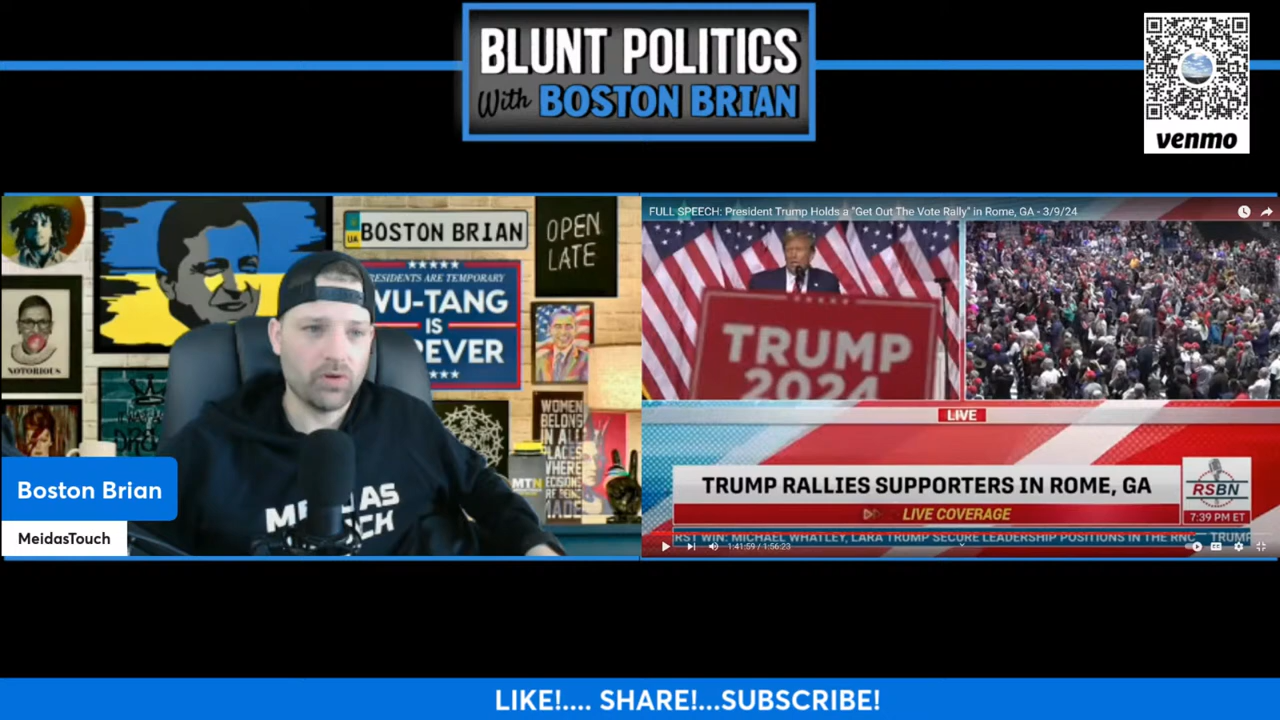 BLUNT POLITICS
With BOSTON BRIAN
venmo
UA BOSTON BRIAN
OPEN
LATE
PRESIDENTS ARE TEMPORARY
WU-TANG
IS
NOTORIOUS
WOMEN
BELONG
IN ALL
PLACES
WHERE
BEING
MADE
MTN
Boston Brian
MeidasTouch
FULL SPEECH: President Trump Holds a "Get Out The Vote Rally" in Rome, GA - 3/9/24
TRUMP
2024
LIVE
TRUMP RALLIES SUPPORTERS IN ROME, GA
LIVE COVERAGE
RSBN
7:39 PM ET
RST WIN: MICHAEL WHATLEY, LARA TRUMP SECURE LEADERSHIP POSITIONS IN THE RNC
1:41:59 / 1:56:23
LIKE!.... SHARE!...SUBSCRIBE!